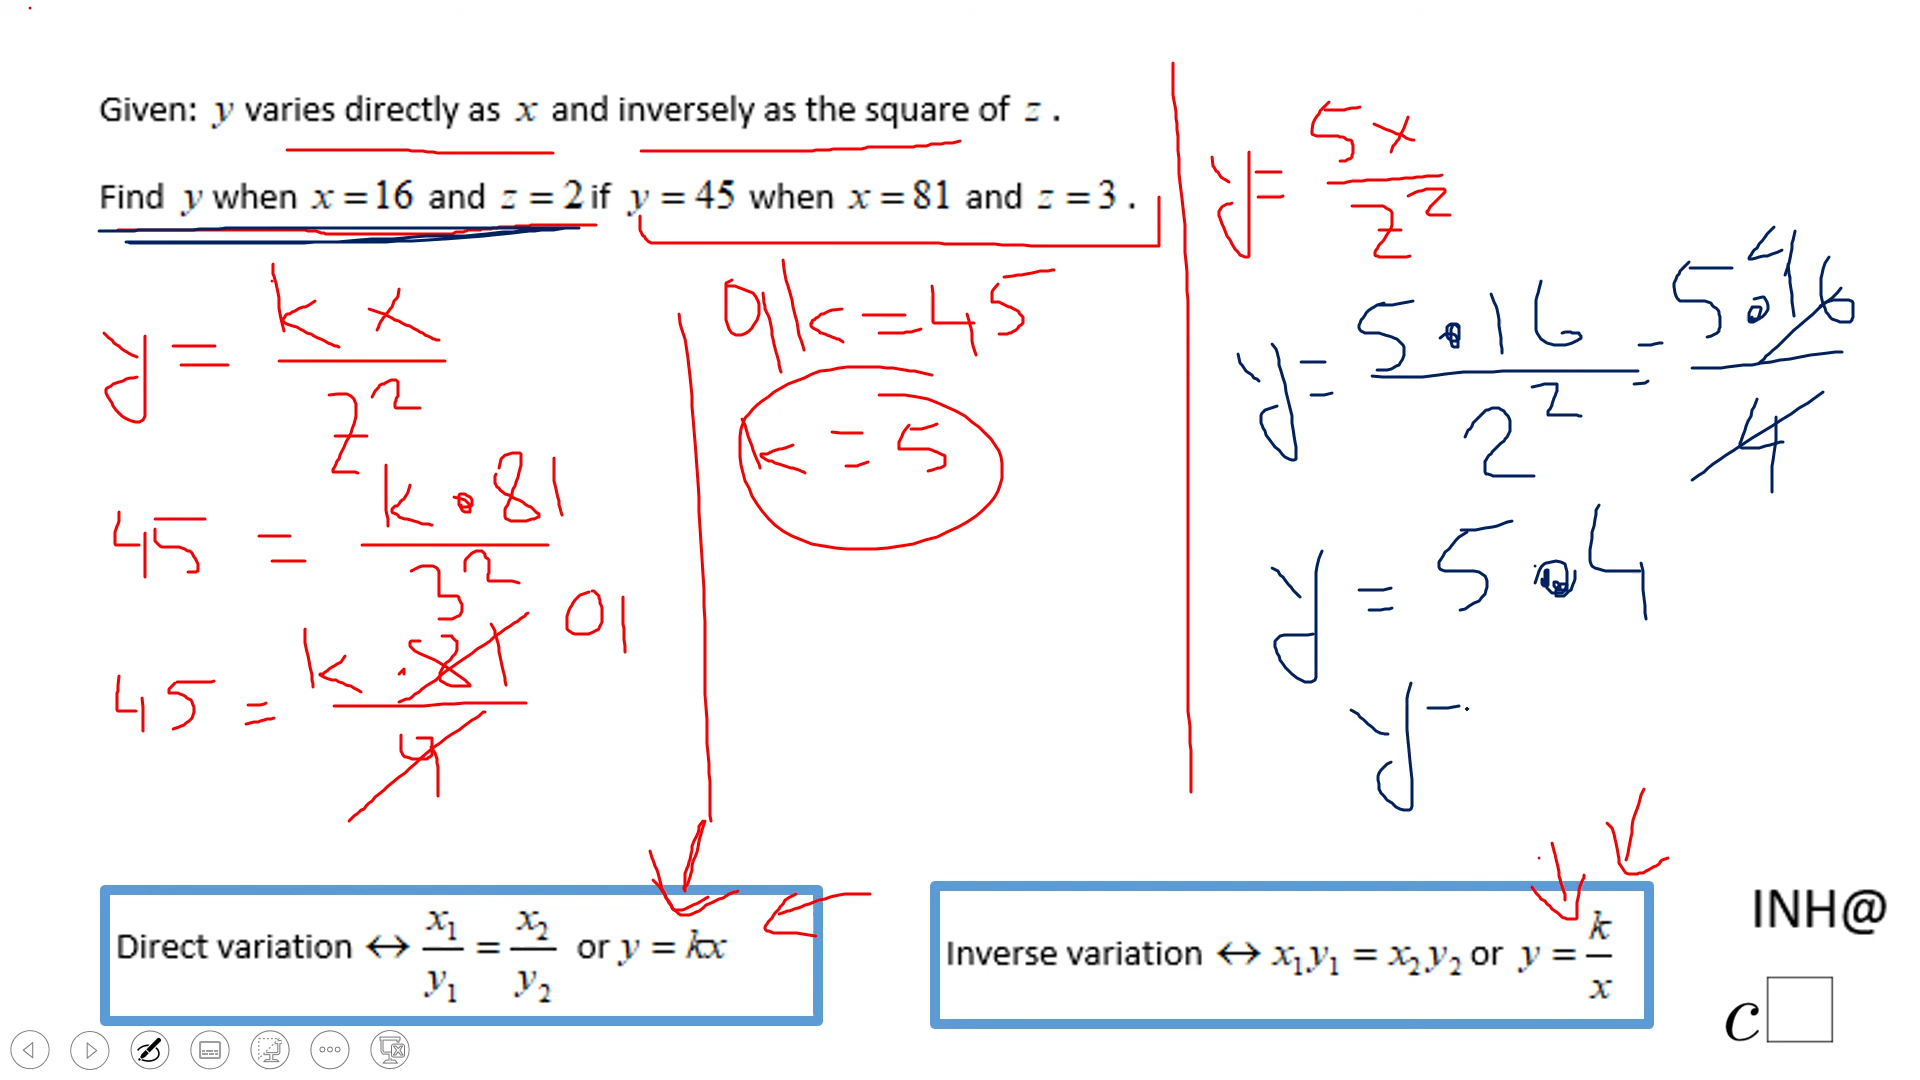 Given: y varies directly as x and inversely as the square of z .
Find y when x = 16 and z = 2 if y = 45 when x = 81 and z = 3 .
y = kx / z²
45 = k · 81 / 3²
45 = k · 81 / 9
9
9k = 45
k = 5
y = 5x / z²
y = 5 · 16 / 2² = 5 · 16 / 4
4
y = 5 · 4
y -
Direct variation ↔ x₁/y₁ = x₂/y₂ or y = kx
Inverse variation ↔ x₁y₁ = x₂y₂ or y = k/x
INH@
c